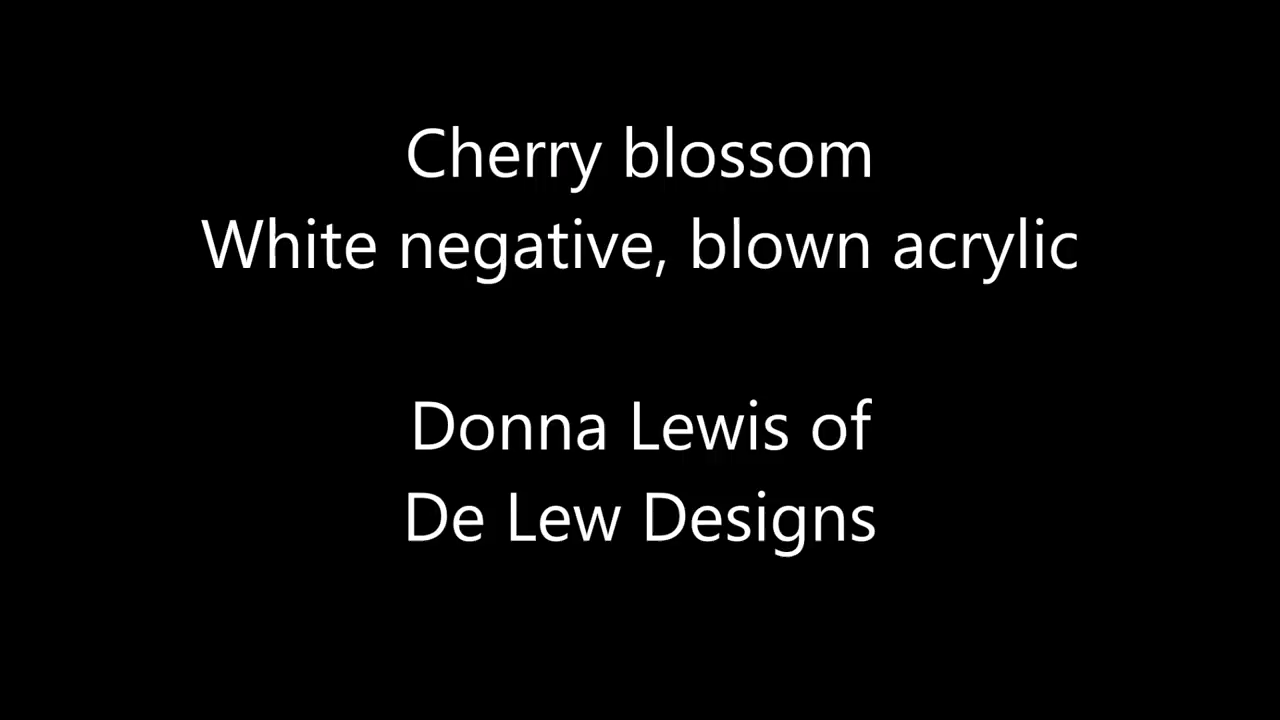 Cherry blossom
White negative, blown acrylic
Donna Lewis of
De Lew Designs